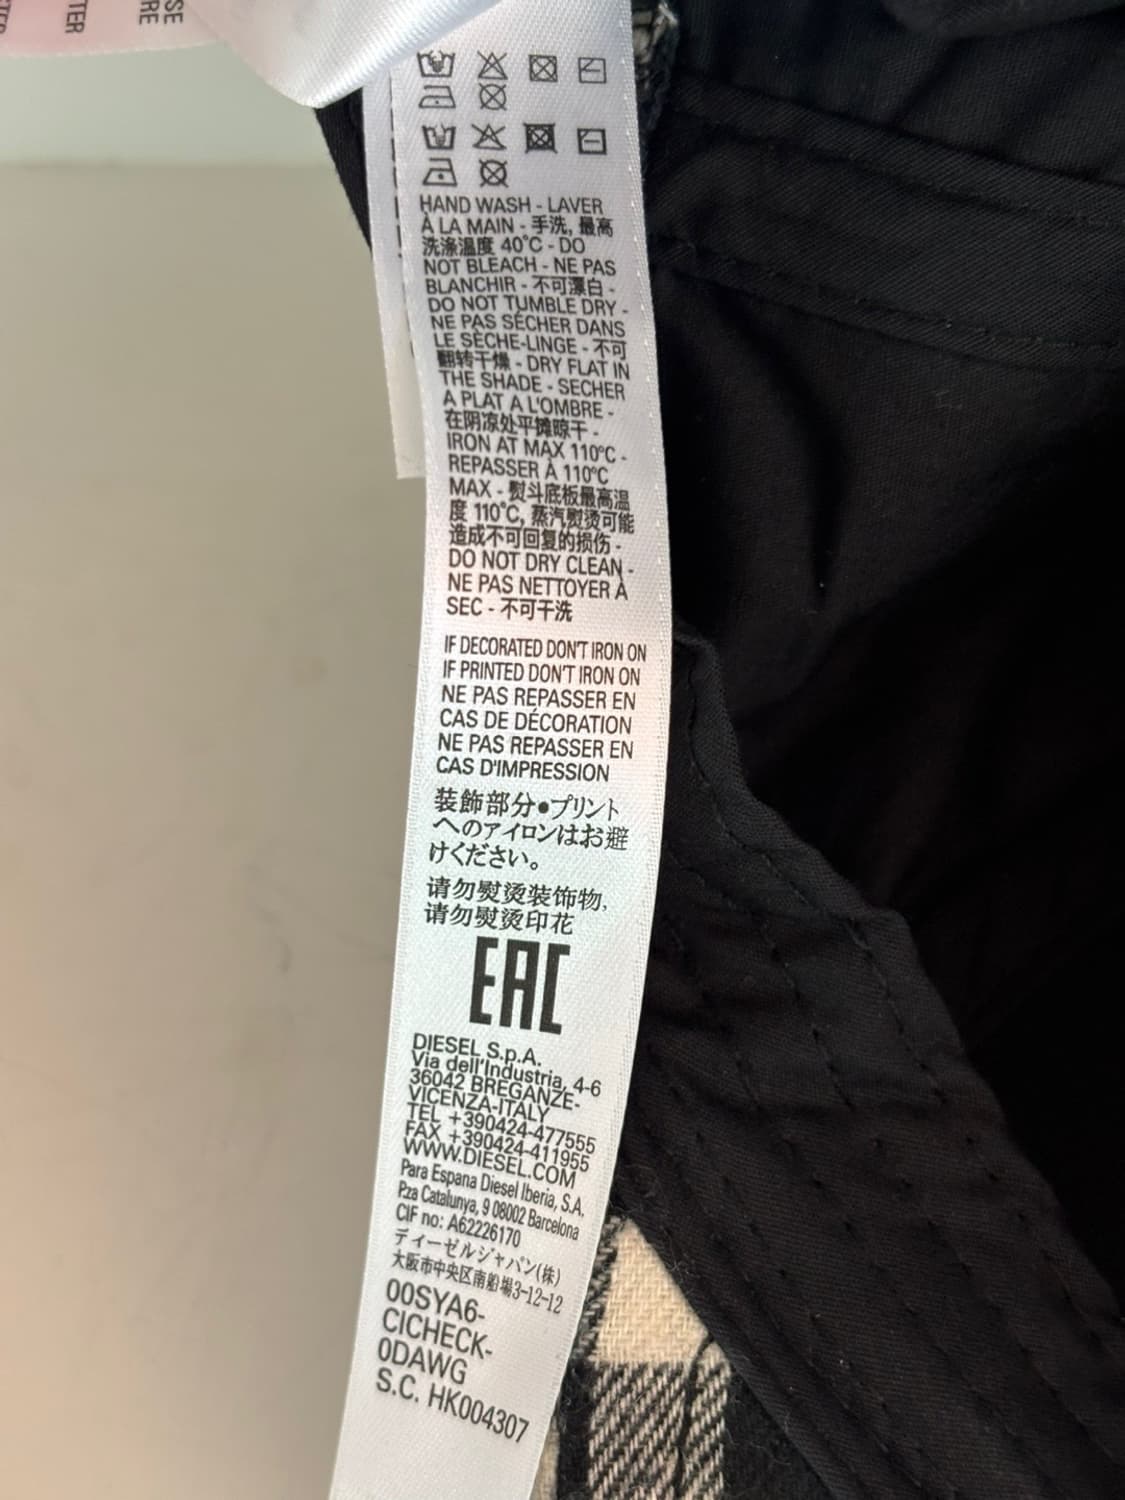 SE
RE
TER
TER
HAND WASH - LAVER
À LA MAIN - 手洗, 最高
洗涤温度 40°C - DO
NOT BLEACH - NE PAS
BLANCHIR - 不可漂白 -
DO NOT TUMBLE DRY -
NE PAS SÉCHER DANS
LE SÈCHE-LINGE - 不可
翻转干燥 - DRY FLAT IN
THE SHADE - SECHER
A PLAT A L'OMBRE -
在阴凉处平摊晾干 -
IRON AT MAX 110°C -
REPASSER À 110°C
MAX - 熨斗底板最高温
度 110°C, 蒸汽熨烫可能
造成不可回复的损伤 -
DO NOT DRY CLEAN -
NE PAS NETTOYER À
SEC - 不可干洗
IF DECORATED DON'T IRON ON
IF PRINTED DON'T IRON ON
NE PAS REPASSER EN
CAS DE DÉCORATION
NE PAS REPASSER EN
CAS D'IMPRESSION
装飾部分•プリント
へのアイロンはお避
けください。
请勿熨烫装饰物,
请勿熨烫印花
EAC
DIESEL S.p.A.
Via dell'Industria, 4-6
36042 BREGANZE-
VICENZA-ITALY
TEL +390424-477555
FAX +390424-411955
WWW.DIESEL.COM
Para Espana Diesel Iberia, S.A.
P.za Catalunya, 9 08002 Barcelona
CIF no: A62226170
ディーゼルジャパン(株)
大阪市中央区南船場3-12-12
00SYA6-
CICHECK-
0DAWG
S.C. HK004307